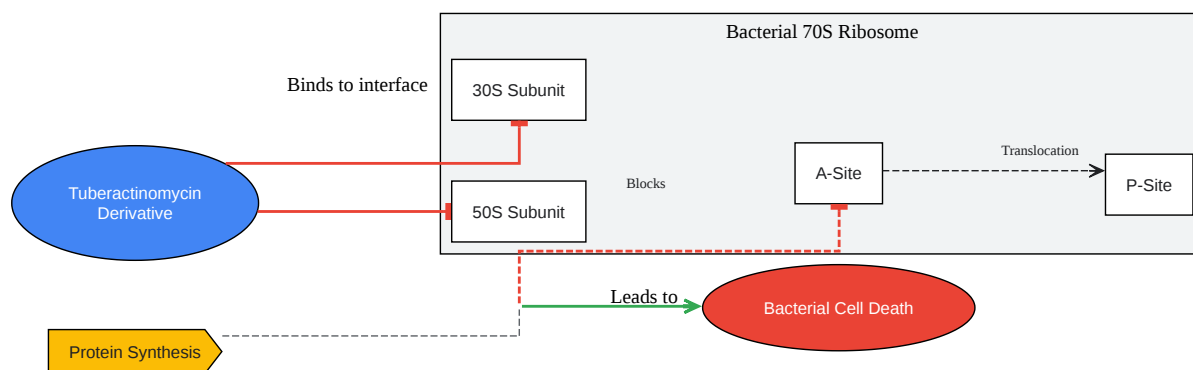 Bacterial 70S Ribosome
Binds to interface
30S Subunit
Translocation
A-Site
P-Site
Tuberactinomycin
Derivative
Blocks
50S Subunit
Leads to
Bacterial Cell Death
Protein Synthesis